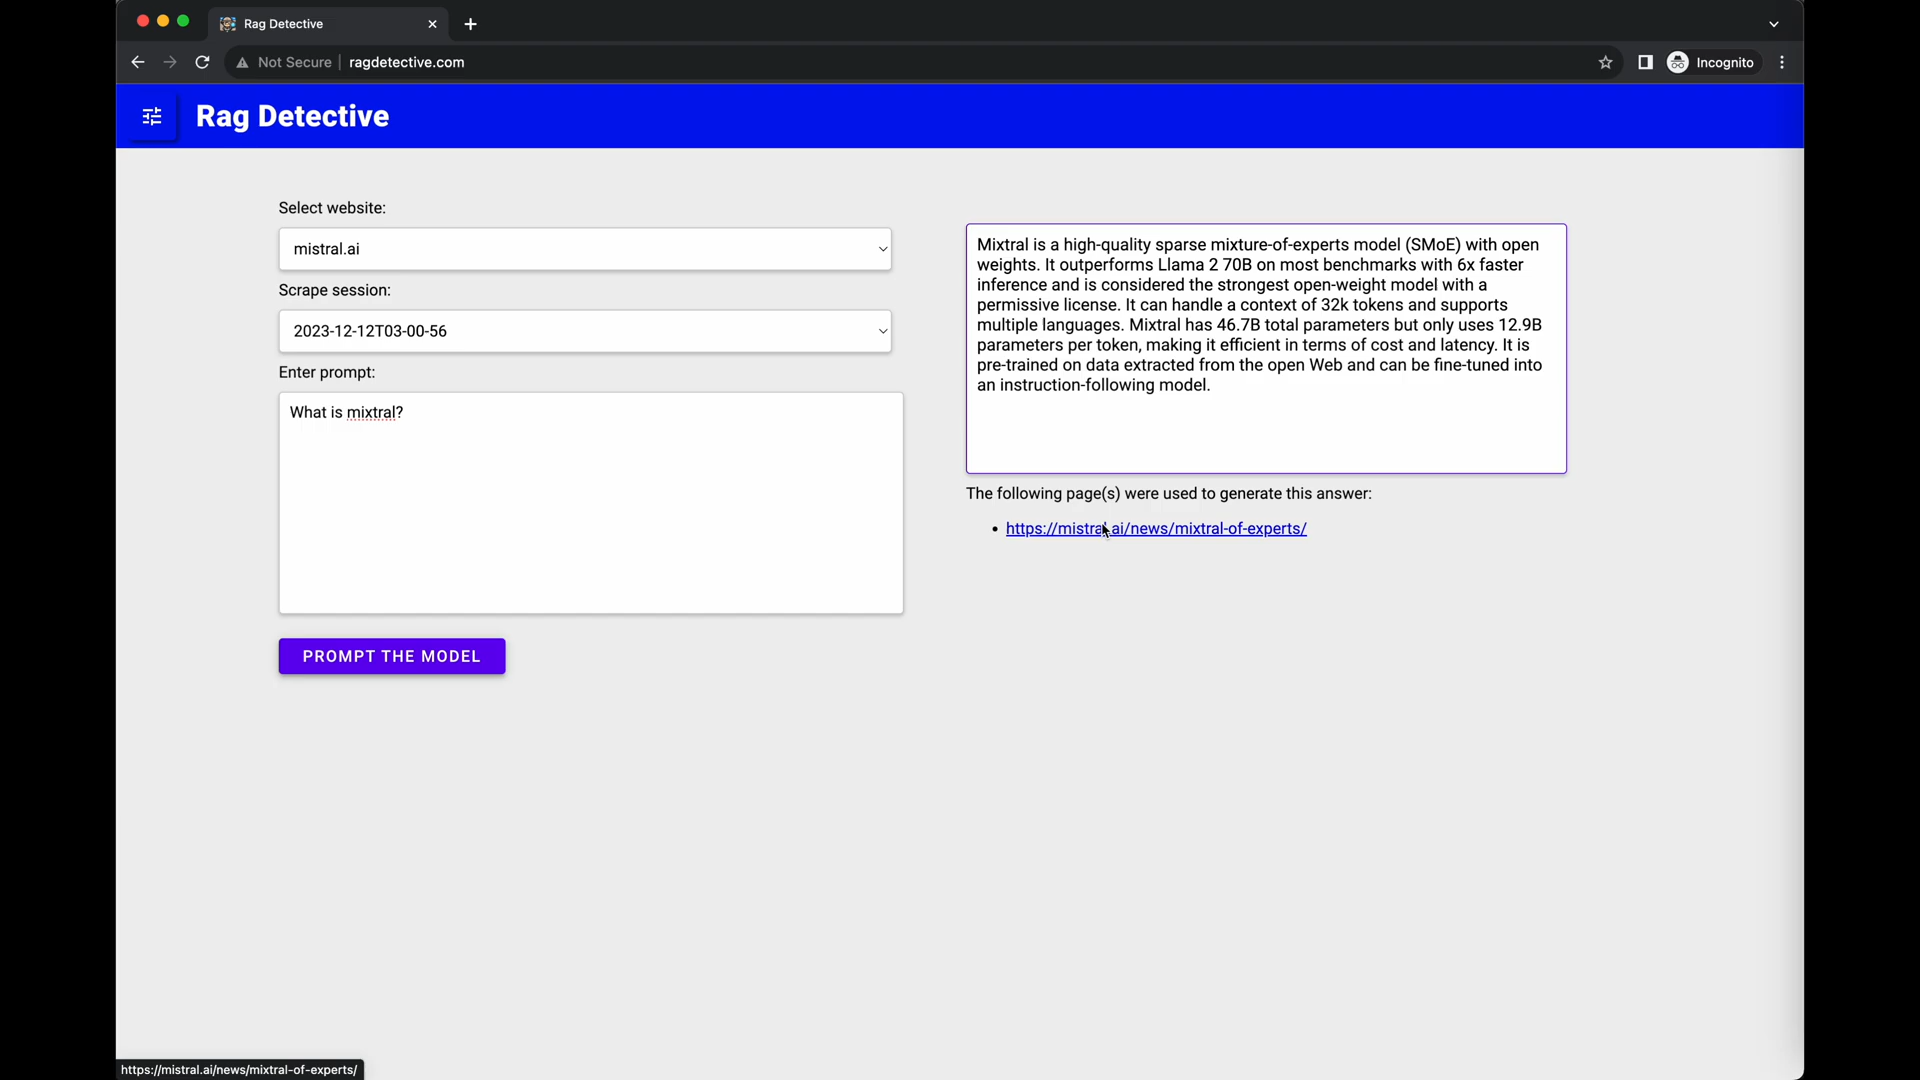 Rag Detective
Not Secure
ragdetective.com
Incognito
Rag Detective
Select website:
mistral.ai
Scrape session:
2023-12-12T03-00-56
Enter prompt:
What is mixtral?
PROMPT THE MODEL
Mixtral is a high-quality sparse mixture-of-experts model (SMoE) with open
weights. It outperforms Llama 2 70B on most benchmarks with 6x faster
inference and is considered the strongest open-weight model with a
permissive license. It can handle a context of 32k tokens and supports
multiple languages. Mixtral has 46.7B total parameters but only uses 12.9B
parameters per token, making it efficient in terms of cost and latency. It is
pre-trained on data extracted from the open Web and can be fine-tuned into
an instruction-following model.
The following page(s) were used to generate this answer:
https://mistral.ai/news/mixtral-of-experts/
https://mistral.ai/news/mixtral-of-experts/